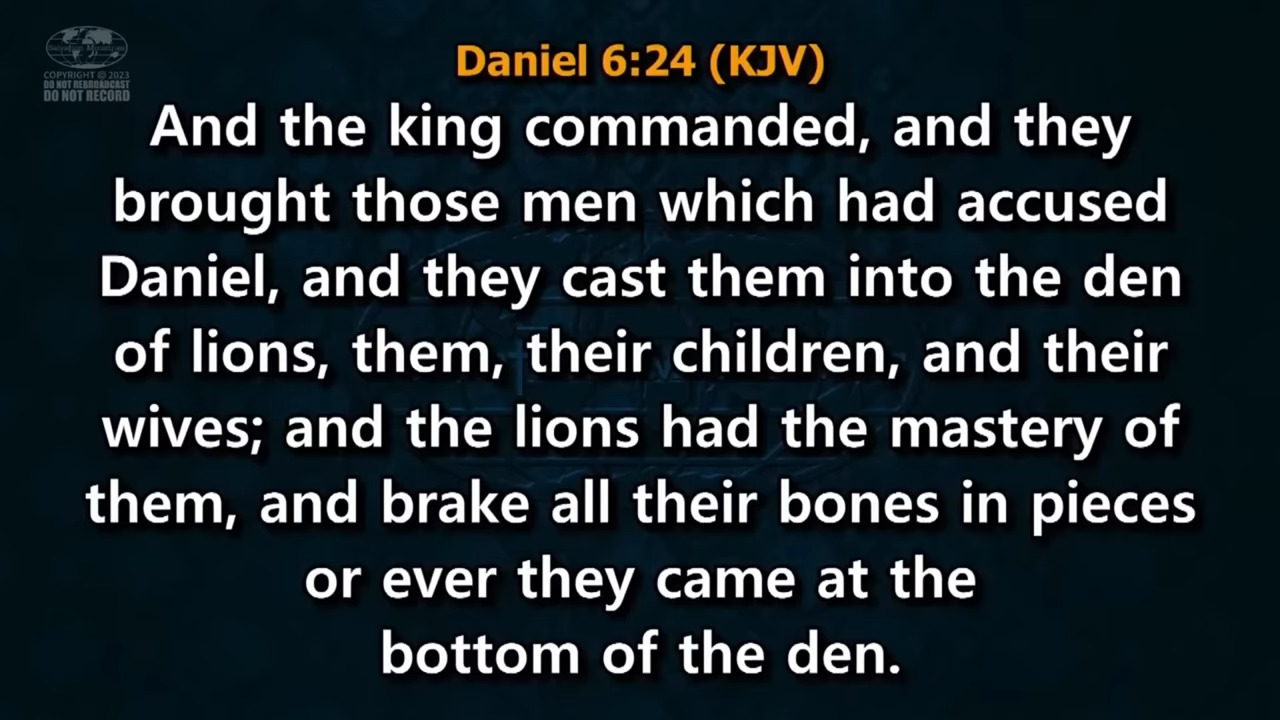 Salvation Ministries
COPYRIGHT © 2023
DO NOT REBROADCAST
DO NOT RECORD
Daniel 6:24 (KJV)
And the king commanded, and they
brought those men which had accused
Daniel, and they cast them into the den
of lions, them, their children, and their
wives; and the lions had the mastery of
them, and brake all their bones in pieces
or ever they came at the
bottom of the den.